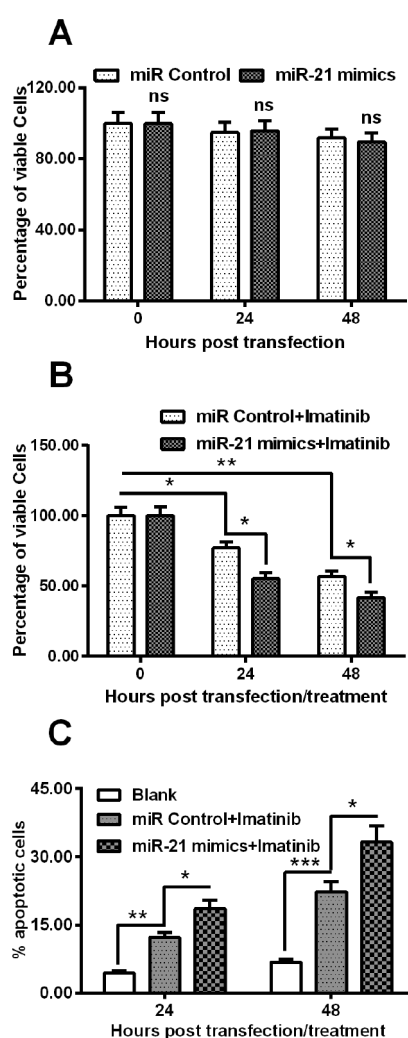 A
miR Control miR-21 mimics
Percentage of viable Cells
120.00
80.00
40.00
0.00
ns
ns
ns
0 24 48
Hours post transfection
B
miR Control+Imatinib
miR-21 mimics+Imatinib
Percentage of viable Cells
150.00
100.00
50.00
0.00
**
*
*
*
0 24 48
Hours post transfection/treatment
C
% apoptotic cells
45.00
30.00
15.00
0.00
Blank
miR Control+Imatinib
miR-21 mimics+Imatinib
*
***
*
**
24 48
Hours post transfection/treatment